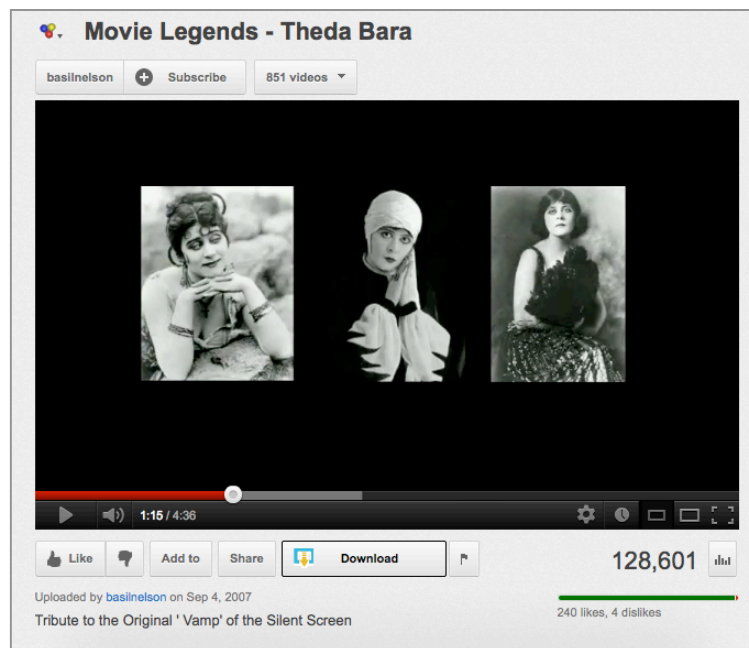 Movie Legends - Theda Bara
basilnelson Subscribe 851 videos
1:15 / 4:36
Like Add to Share Download 128,601
Uploaded by basilnelson on Sep 4, 2007
240 likes, 4 dislikes
Tribute to the Original ' Vamp' of the Silent Screen